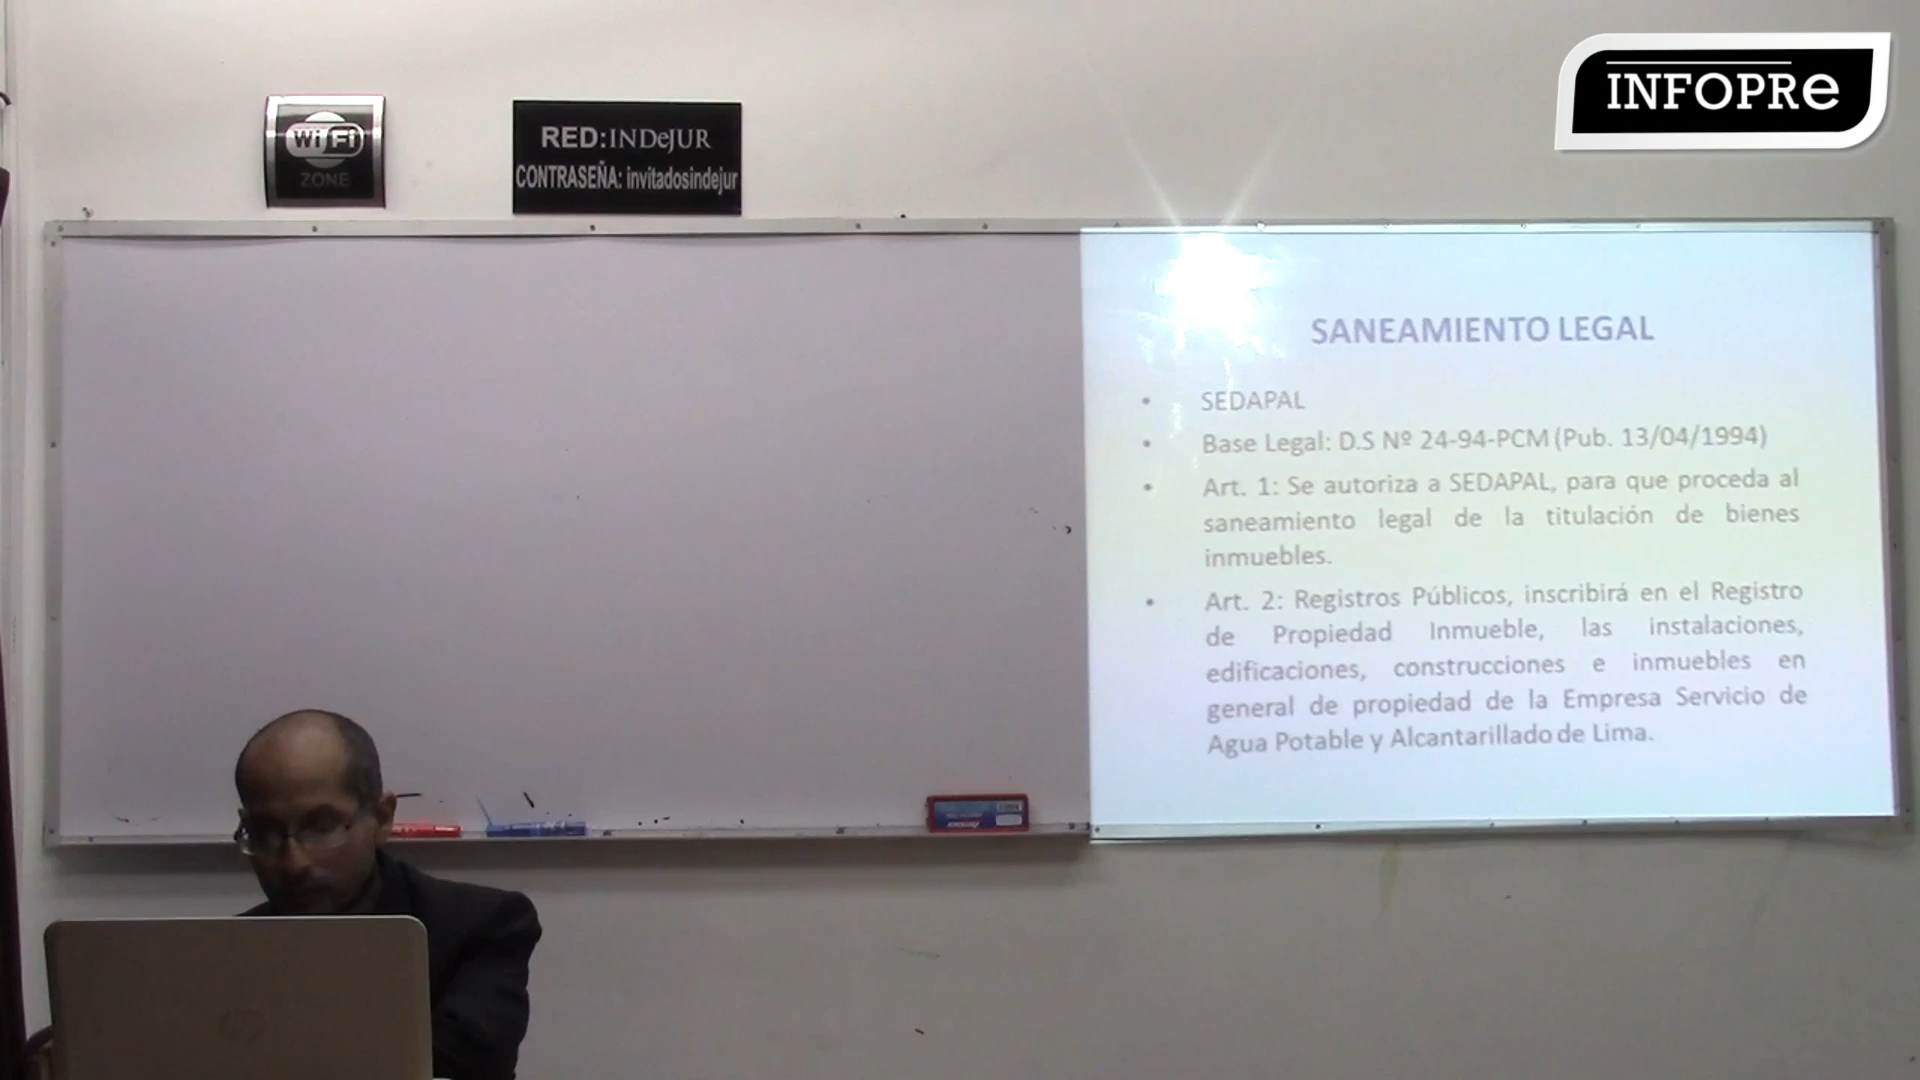 INFOPRe
Wi Fi
ZONE
RED:INDeJUR
CONTRASEÑA: invitadosindejur
SANEAMIENTO LEGAL
• SEDAPAL
• Base Legal: D.S Nº 24-94-PCM (Pub. 13/04/1994)
• Art. 1: Se autoriza a SEDAPAL, para que proceda al
saneamiento legal de la titulación de bienes
inmuebles.
• Art. 2: Registros Públicos, inscribirá en el Registro
de Propiedad Inmueble, las instalaciones,
edificaciones, construcciones e inmuebles en
general de propiedad de la Empresa Servicio de
Agua Potable y Alcantarillado de Lima.